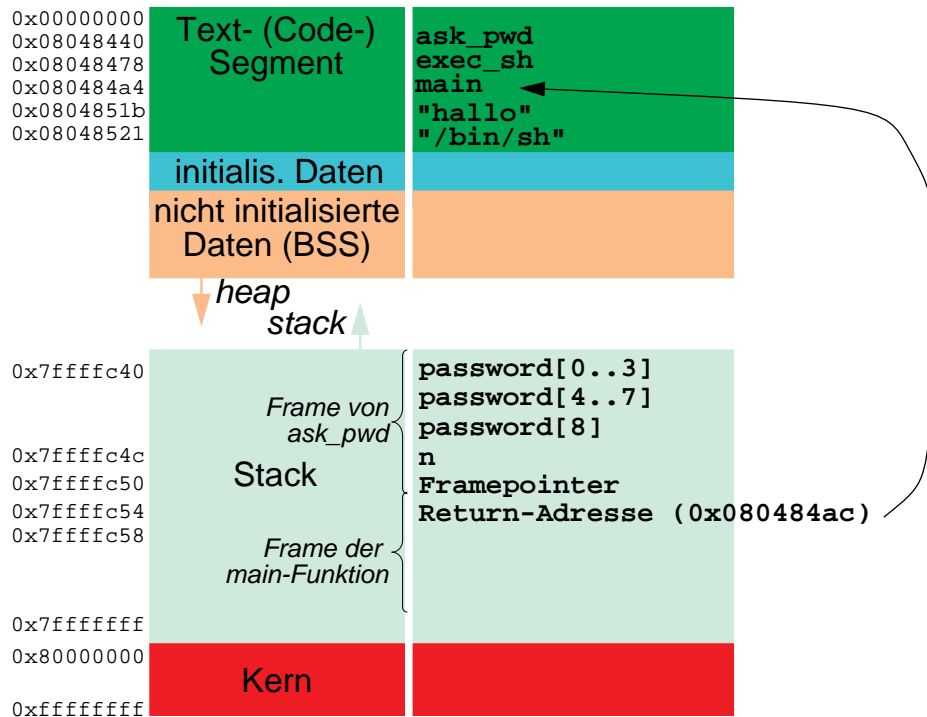 0x00000000
0x08048440
0x08048478
0x080484a4
0x0804851b
0x08048521
Text- (Code-)
Segment
ask_pwd
exec_sh
main
"hallo"
"/bin/sh"
initialis. Daten
nicht initialisierte
Daten (BSS)
heap
stack
0x7ffffc40
0x7ffffc4c
0x7ffffc50
0x7ffffc54
0x7ffffc58
0x7fffffff
Frame von
ask_pwd
Stack
Frame der
main-Funktion
password[0..3]
password[4..7]
password[8]
n
Framepointer
Return-Adresse (0x080484ac)
0x80000000
0xffffffff
Kern